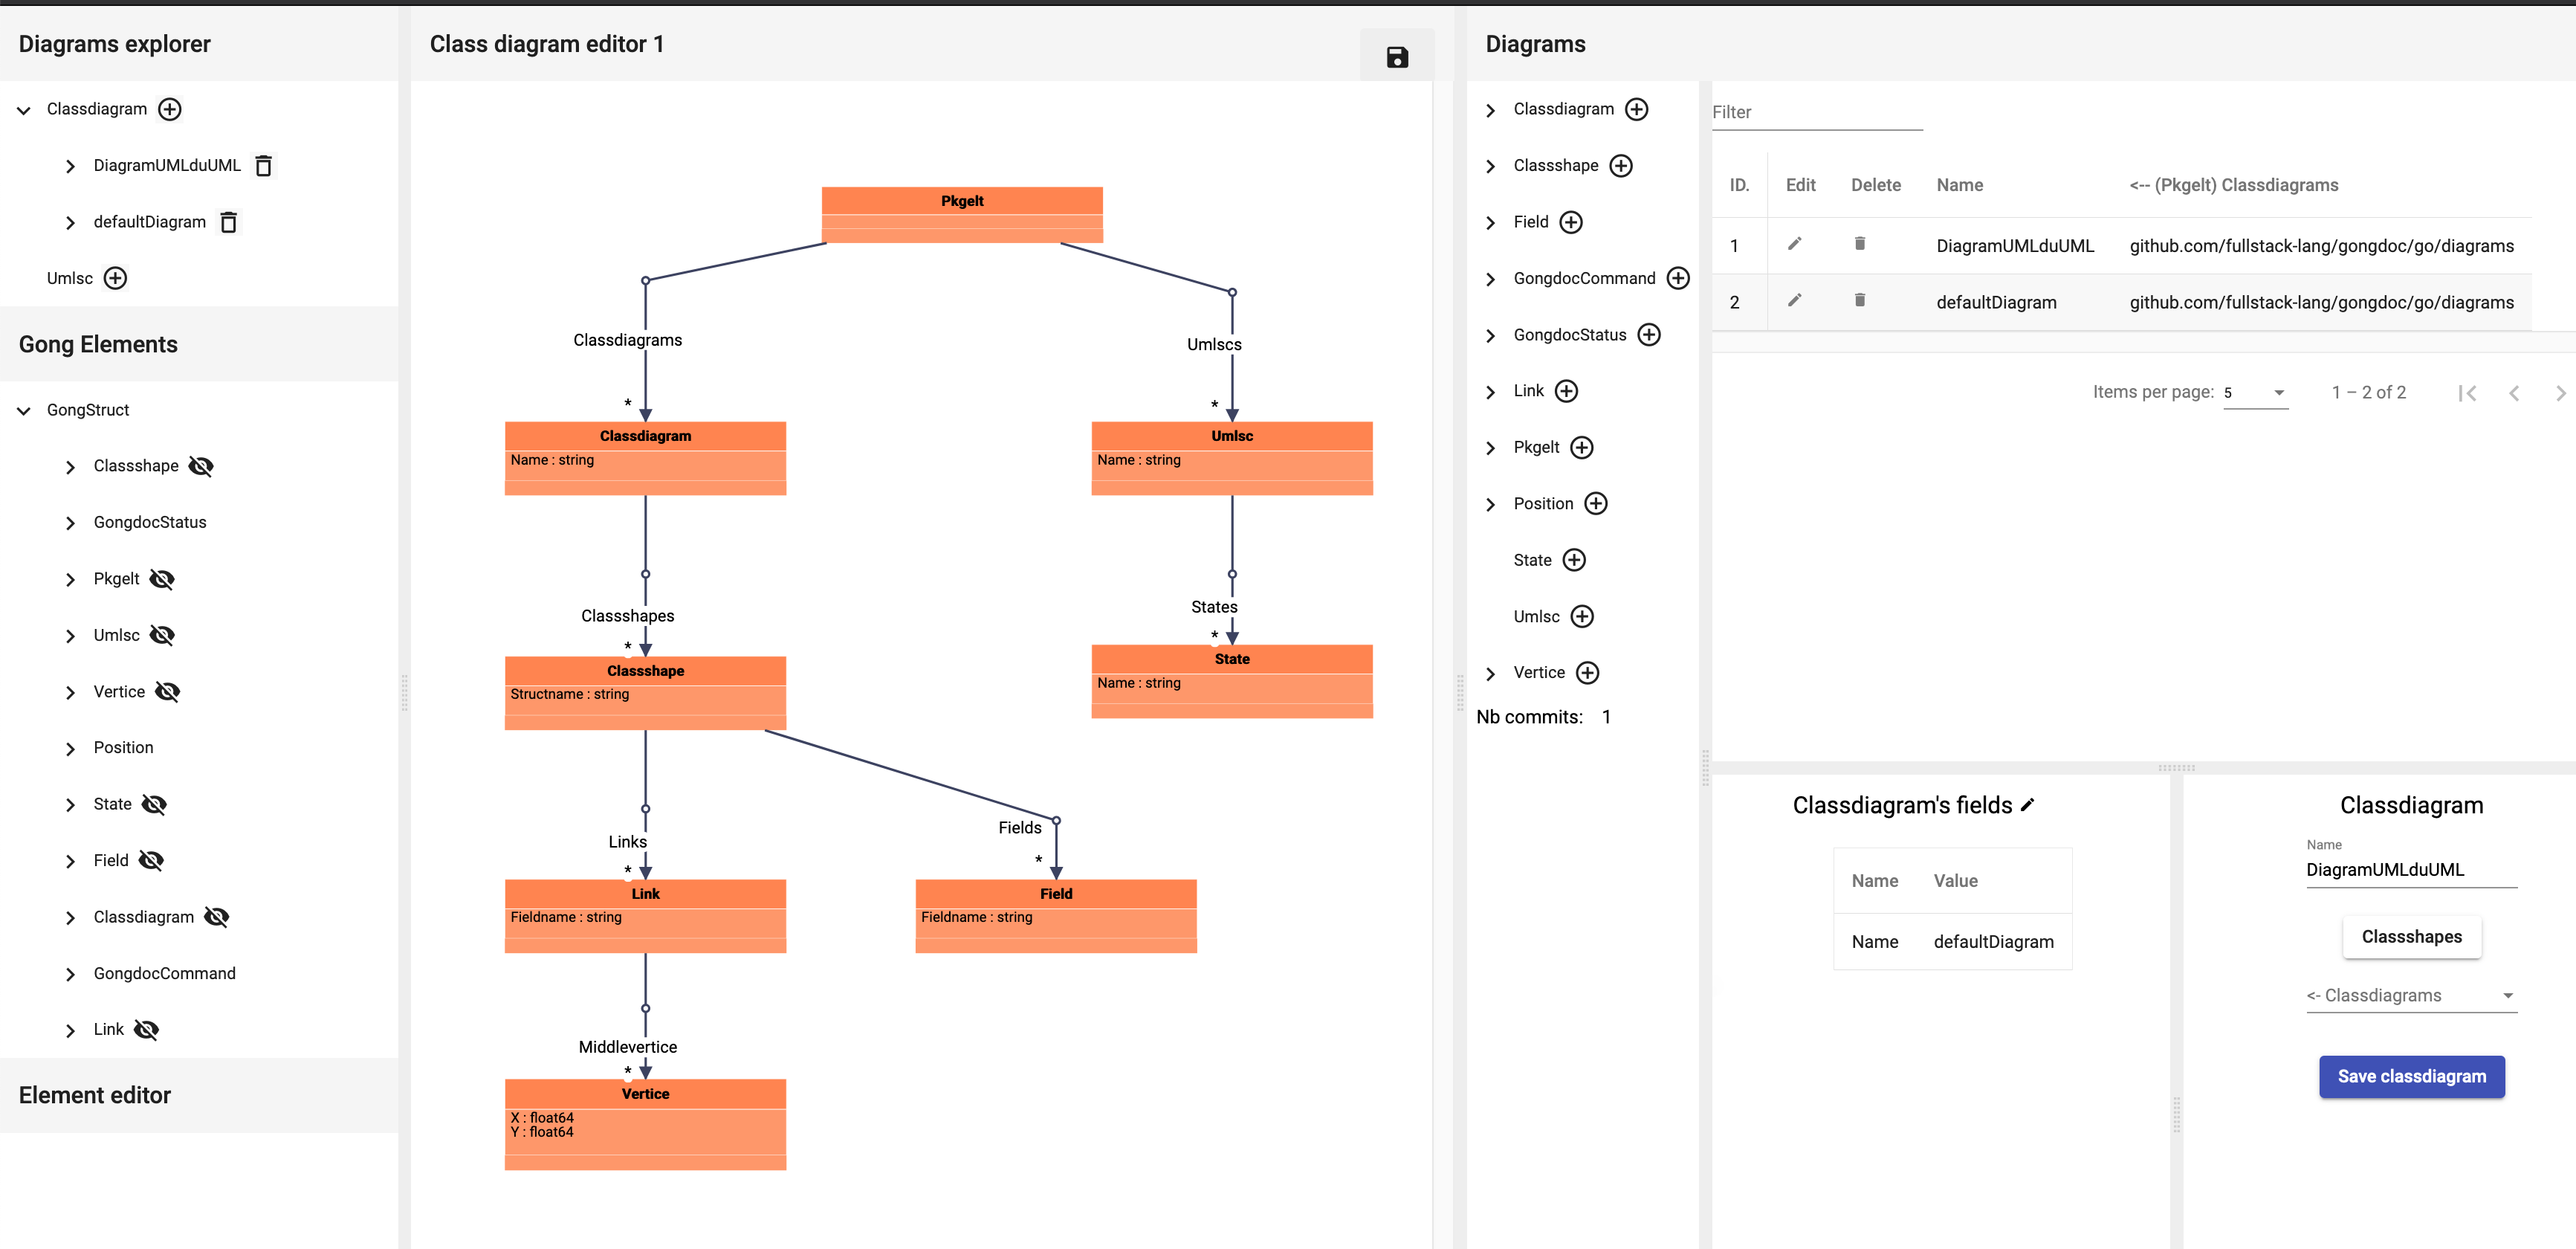 Diagrams explorer
Classdiagram
DiagramUMLduUML
defaultDiagram
Umlsc
Gong Elements
GongStruct
Classshape
GongdocStatus
Pkgelt
Umlsc
Vertice
Position
State
Field
Classdiagram
GongdocCommand
Link
Element editor
Class diagram editor 1
Pkgelt
Classdiagrams
*
Umlscs
*
Classdiagram
Name : string
Umlsc
Name : string
Classshapes
*
States
*
Classshape
Structname : string
State
Name : string
Links
*
Fields
*
Link
Fieldname : string
Field
Fieldname : string
Middlevertice
*
Vertice
X : float64
Y : float64
Diagrams
Classdiagram
Classshape
Field
GongdocCommand
GongdocStatus
Link
Pkgelt
Position
State
Umlsc
Vertice
Nb commits: 1
Filter
ID. Edit Delete Name <-- (Pkgelt) Classdiagrams
1 DiagramUMLduUML github.com/fullstack-lang/gongdoc/go/diagrams
2 defaultDiagram github.com/fullstack-lang/gongdoc/go/diagrams
Items per page: 5 1 – 2 of 2
Classdiagram's fields
Name Value
Name defaultDiagram
Classdiagram
Name
DiagramUMLduUML
Classshapes
<- Classdiagrams
Save classdiagram